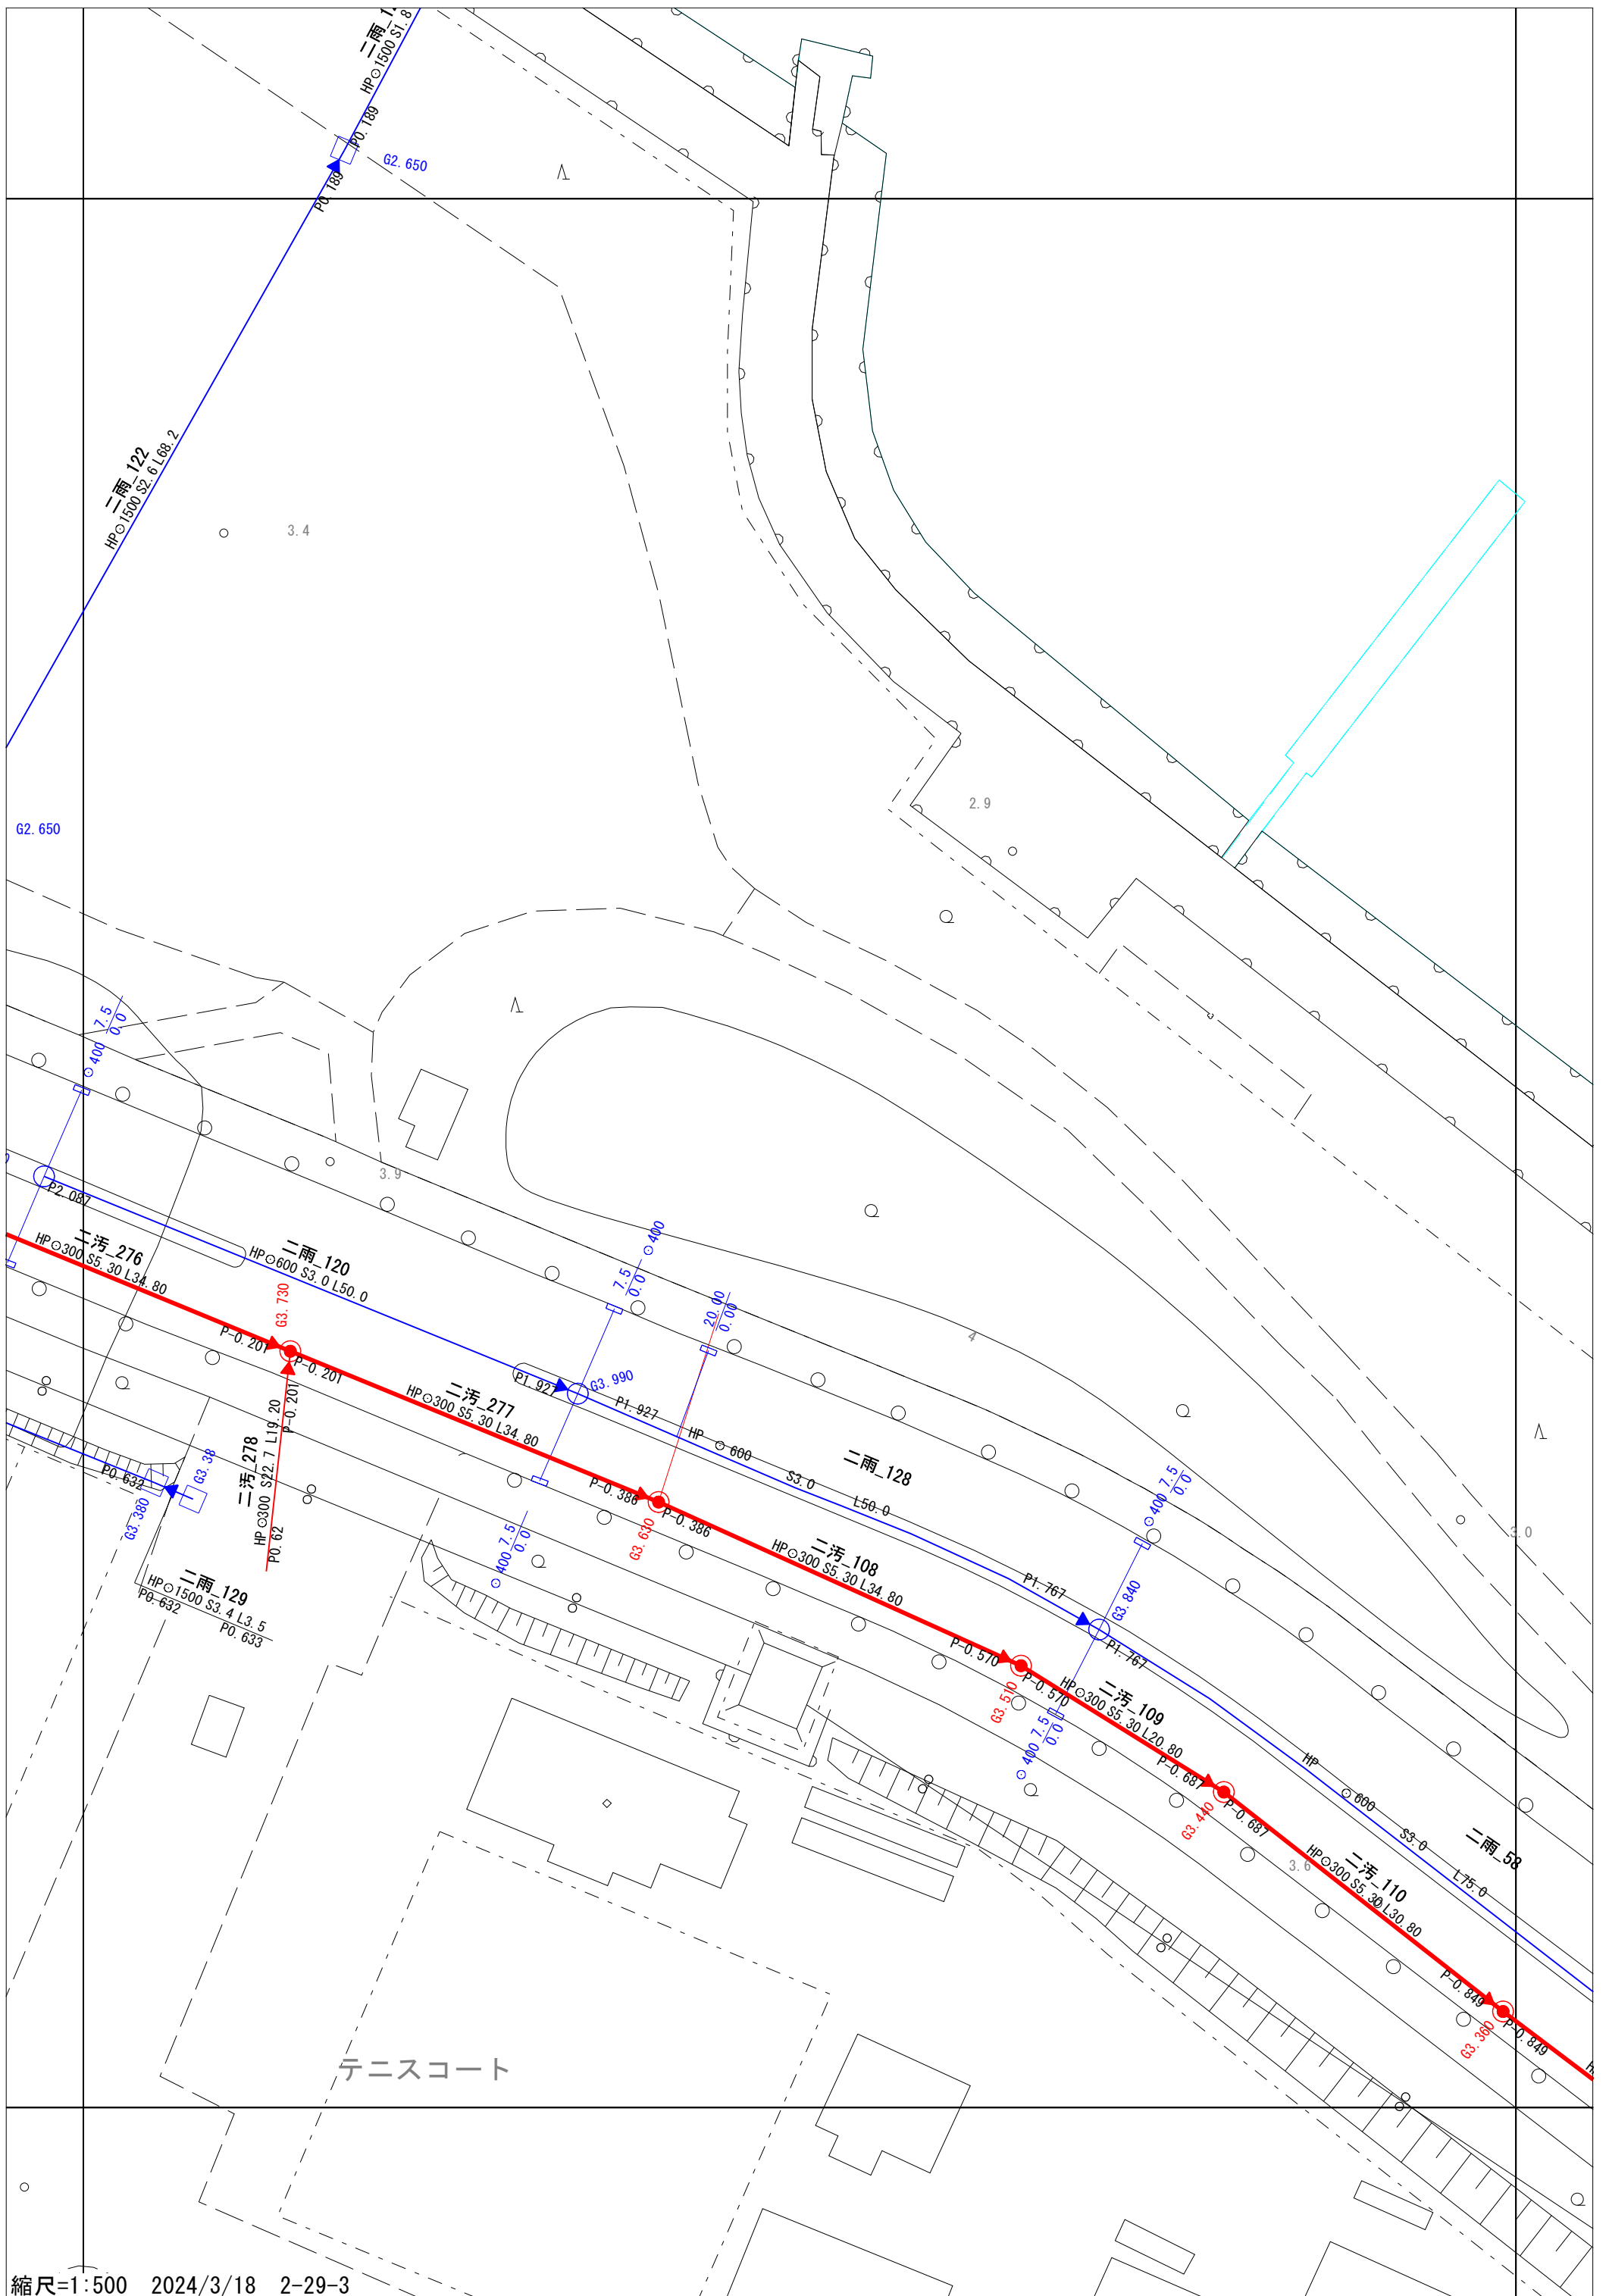 HP⊙1500 S1.8
P0.189
G2.650
P0.189
二雨_122
HP⊙1500 S2.6 L68.2
3.4
2.9
G2.650
7.5
0.0
⊙400
P2.087
3.9
二汚_276
HP⊙300 S5.30 L34.80
二雨_120
HP⊙600 S3.0 L50.0
G3.730
⊙400
7.5
0.0
20.00
0.00
4
P-0.201
P-0.201
P-0.201
P1.927
G3.990
P1.927
二汚_277
HP⊙300 S5.30 L34.80
HP ⊙600 S3.0 L50.0
二雨_128
二汚_278
HP⊙300 S22.7 L19.20
P0.62
P0.632
G3.38
G3.380
P-0.386
P-0.386
G3.630
⊙400 7.5
0.0
⊙400 7.5
0.0
3.0
二雨_129
HP⊙1500 S3.4 L3.5
P0.632
P0.633
二汚_108
HP⊙300 S5.30 L34.80
P1.767
G3.840
P1.767
P-0.570
P-0.570
G3.510
二汚_109
HP⊙300 S5.30 L20.80
⊙400 7.5
0.0
P-0.687
P-0.687
G3.440
HP ⊙600 S3.0 L75.0
二雨_58
3.6
二汚_110
HP⊙300 S5.30 L30.80
P-0.849
P-0.849
G3.360
テニスコート
縮尺=1:500 2024/3/18 2-29-3